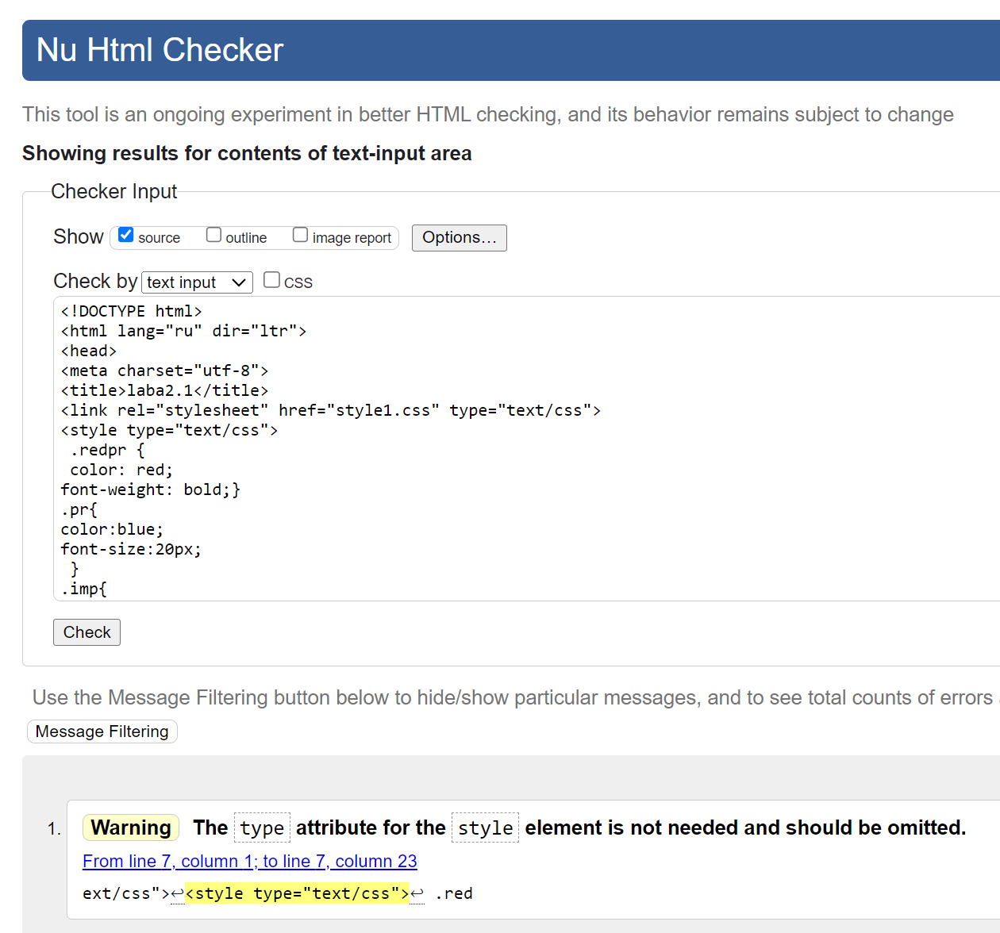 Nu Html Checker
This tool is an ongoing experiment in better HTML checking, and its behavior remains subject to change
Showing results for contents of text-input area
Checker Input
Show source outline image report Options...
Check by text input CSS
<!DOCTYPE html>
<html lang="ru" dir="ltr">
<head>
<meta charset="utf-8">
<title>laba2.1</title>
<link rel="stylesheet" href="style1.css" type="text/css">
<style type="text/css">
.redpr {
color: red;
font-weight: bold;}
.pr{
color:blue;
font-size:20px;
}
.imp{
Check
Use the Message Filtering button below to hide/show particular messages, and to see total counts of errors
Message Filtering
1. Warning The type attribute for the style element is not needed and should be omitted.
From line 7, column 1; to line 7, column 23
ext/css">↩<style type="text/css">↩ .red